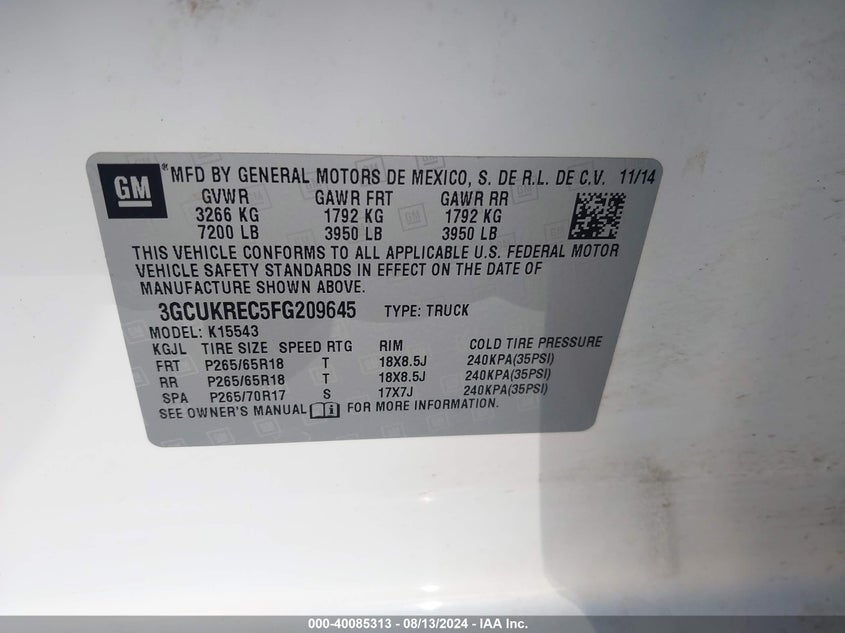 GM
MFD BY GENERAL MOTORS DE MEXICO, S. DE R.L. DE C.V. 11/14
GVWR GAWR FRT GAWR RR
3266 KG 1792 KG 1792 KG
7200 LB 3950 LB 3950 LB
THIS VEHICLE CONFORMS TO ALL APPLICABLE U.S. FEDERAL MOTOR
VEHICLE SAFETY STANDARDS IN EFFECT ON THE DATE OF
MANUFACTURE SHOWN ABOVE.
3GCUKREC5FG209645 TYPE: TRUCK
MODEL: K15543
KGJL TIRE SIZE SPEED RTG RIM COLD TIRE PRESSURE
FRT P265/65R18 T 18X8.5J 240KPA(35PSI)
RR P265/65R18 T 18X8.5J 240KPA(35PSI)
SPA P265/70R17 S 17X7J 240KPA(35PSI)
SEE OWNER'S MANUAL FOR MORE INFORMATION.
000-40085313 - 08/13/2024 - IAA Inc.